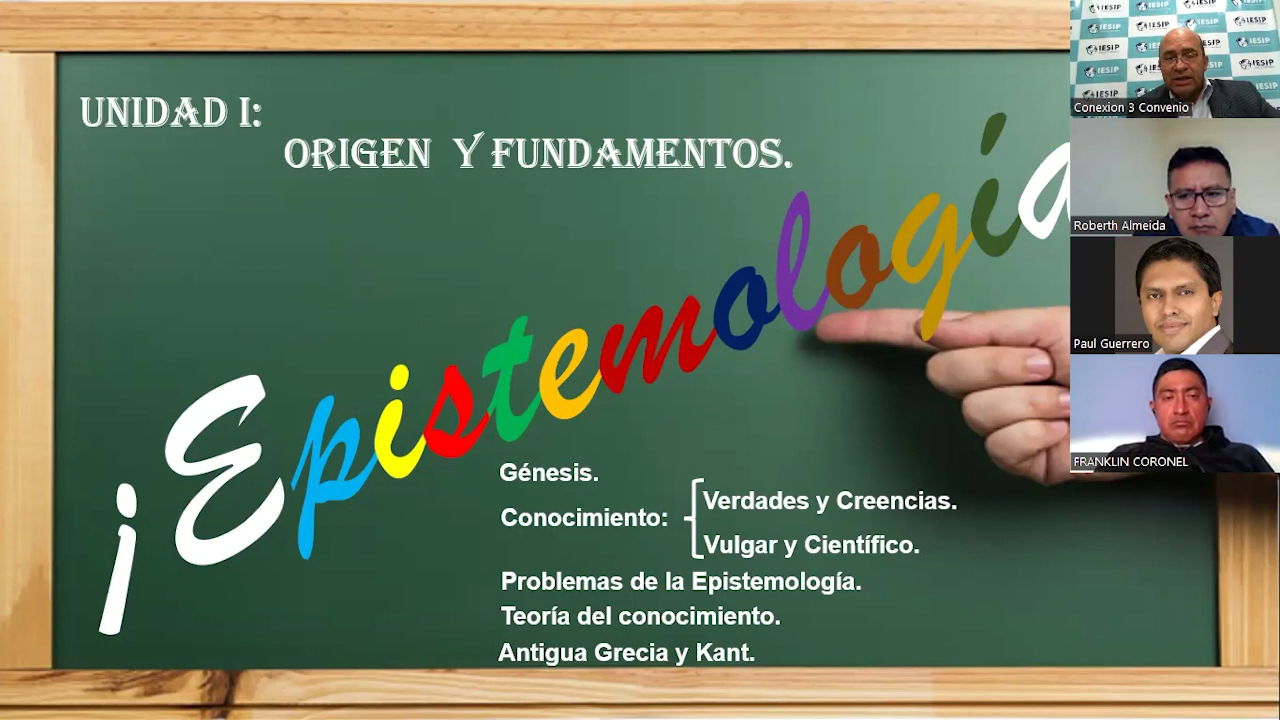 UNIDAD I:
ORIGEN Y FUNDAMENTOS.
¡Epistemología
Génesis.
Conocimiento:
Verdades y Creencias.
Vulgar y Científico.
Problemas de la Epistemología.
Teoría del conocimiento.
Antigua Grecia y Kant.
IESIP
Conexion 3 Convenio
Roberth Almeida
Paul Guerrero
FRANKLIN CORONEL